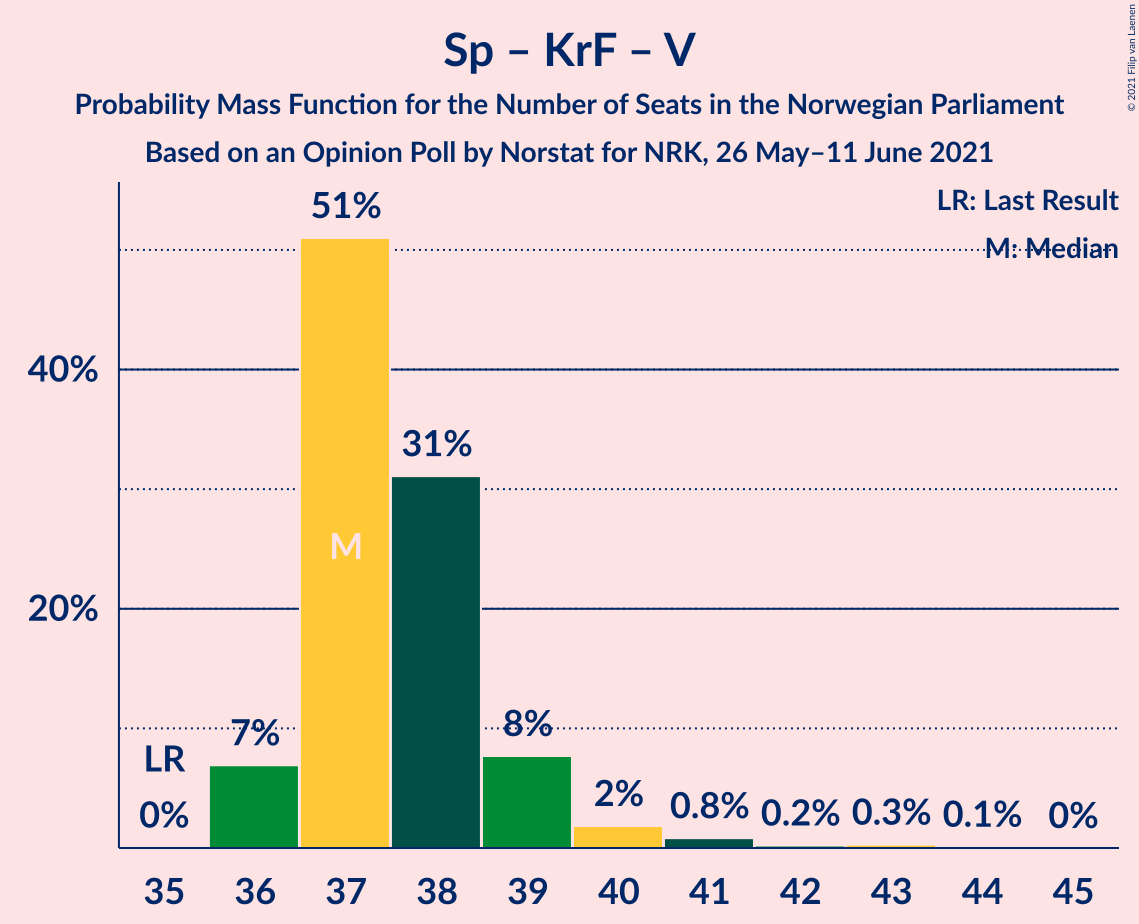 Sp – KrF – V
Probability Mass Function for the Number of Seats in the Norwegian Parliament
Based on an Opinion Poll by Norstat for NRK, 26 May–11 June 2021
© 2021 Filip van Laenen
LR: Last Result
M: Median
51%
40%
31%
M
20%
7%
8%
LR
0%
2%
0.8%
0.2%
0.3%
0.1%
0%
35 36 37 38 39 40 41 42 43 44 45